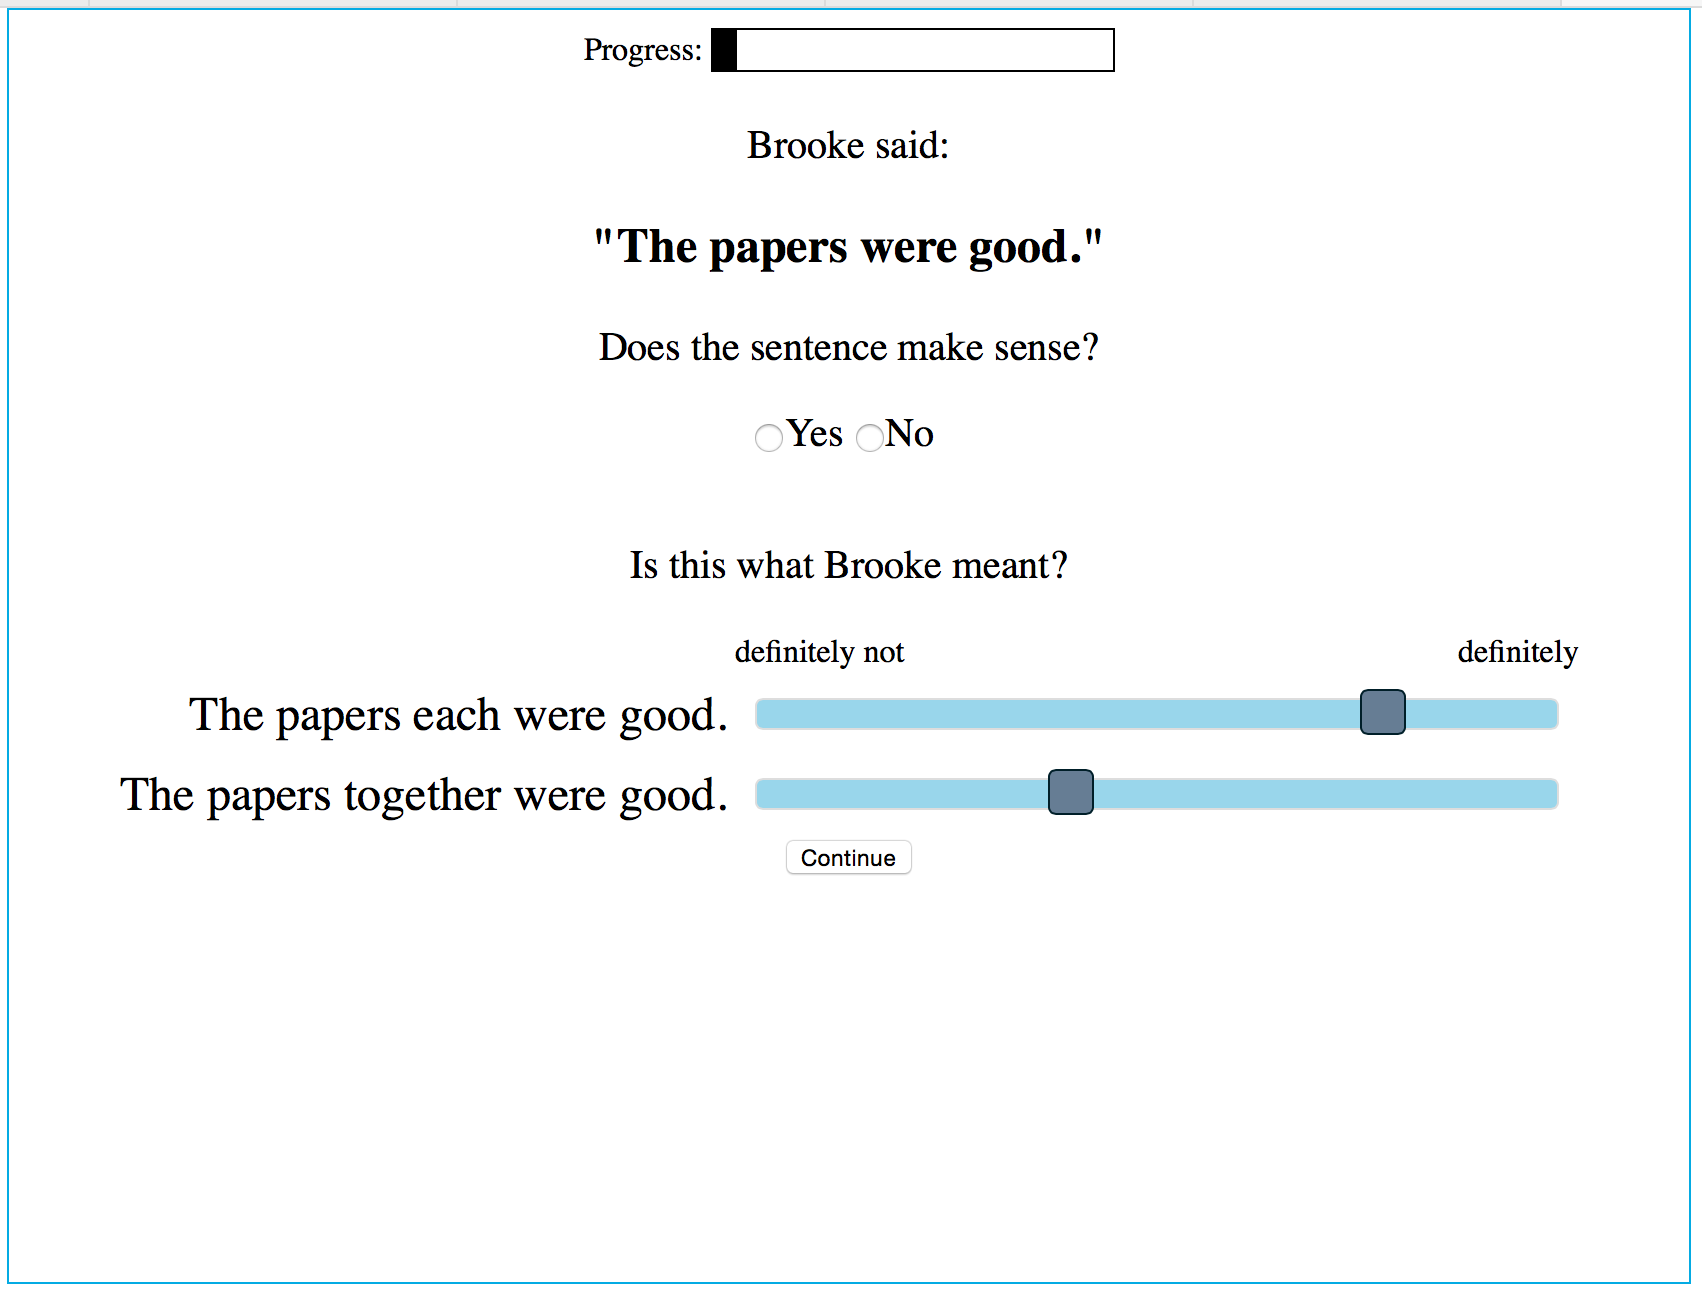 Progress:
Brooke said:
"The papers were good."
Does the sentence make sense?
Yes No
Is this what Brooke meant?
definitely not definitely
The papers each were good.
The papers together were good.
Continue